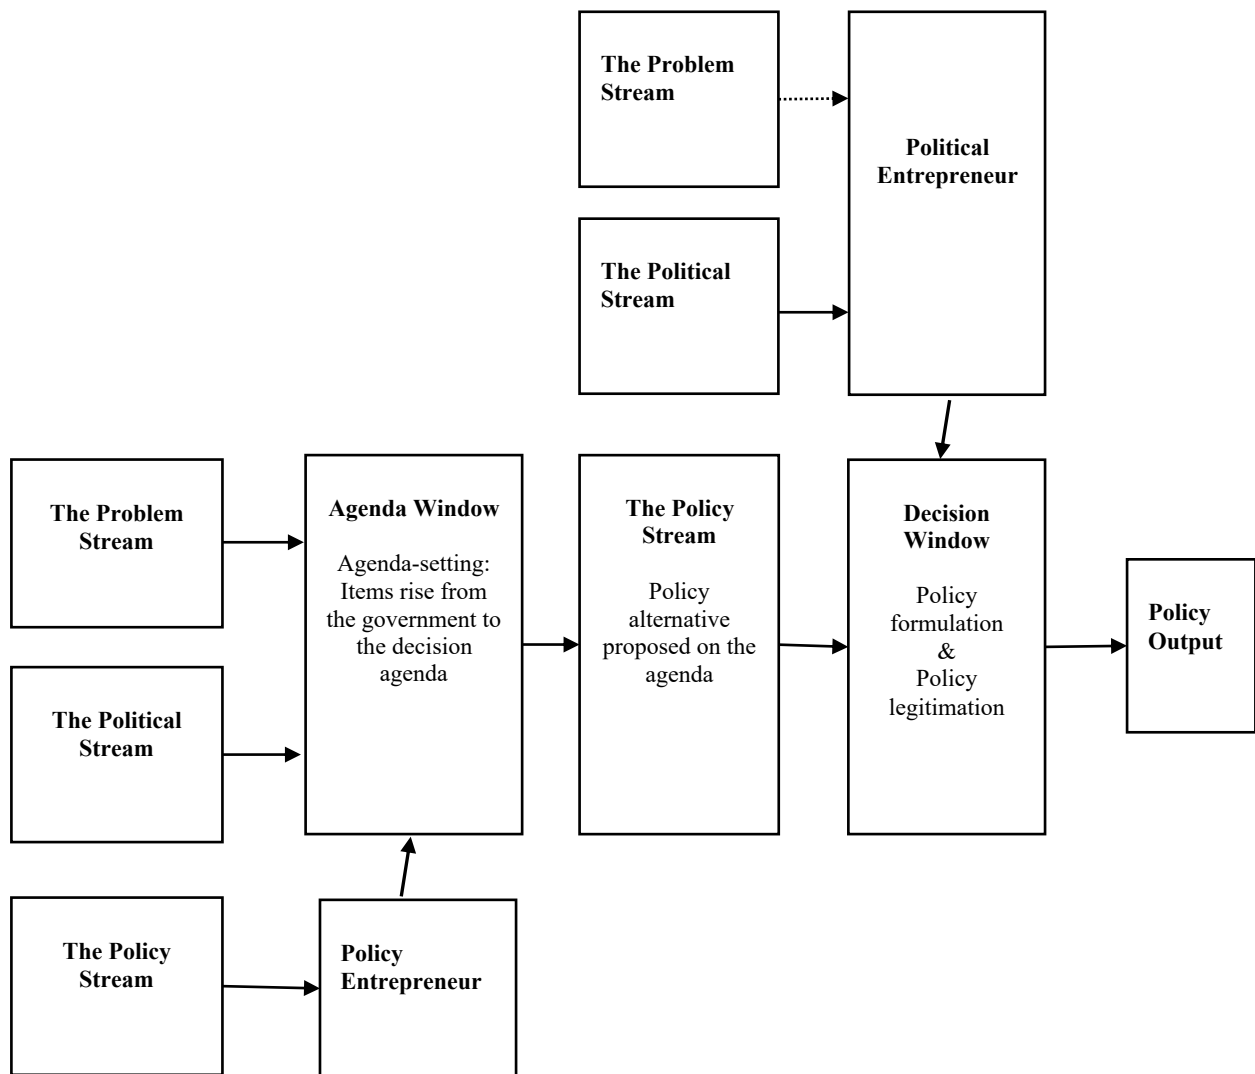 The Problem
Stream
Political
Entrepreneur
The Political
Stream
The Problem
Stream
Agenda Window
Agenda-setting:
Items rise from
the government to
the decision
agenda
The Policy
Stream
Policy
alternative
proposed on the
agenda
Decision
Window
Policy
formulation
&
Policy
legitimation
Policy
Output
The Political
Stream
The Policy
Stream
Policy
Entrepreneur